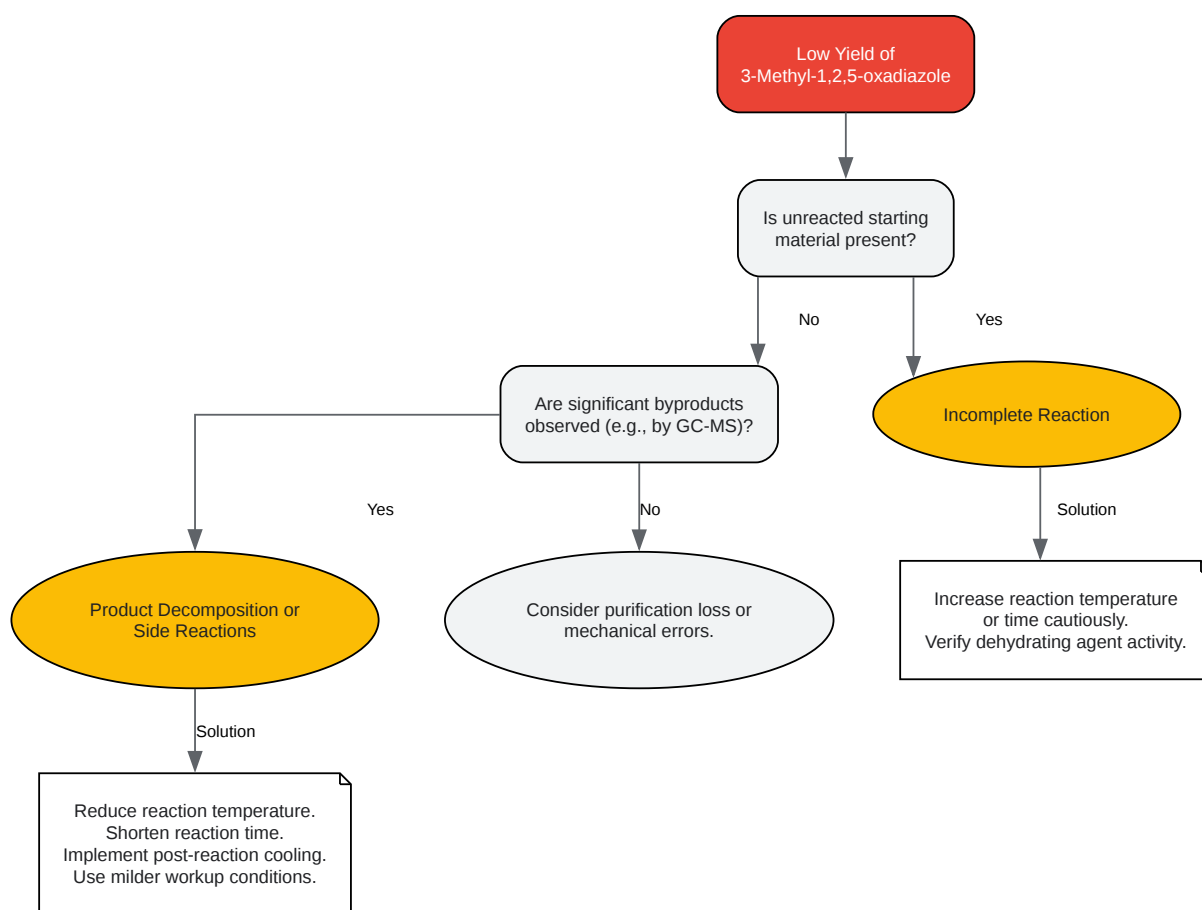 Low Yield of
3-Methyl-1,2,5-oxadiazole
Is unreacted starting
material present?
No
Yes
Are significant byproducts
observed (e.g., by GC-MS)?
Incomplete Reaction
Yes
No
Solution
Product Decomposition or
Side Reactions
Consider purification loss or
mechanical errors.
Increase reaction temperature
or time cautiously.
Verify dehydrating agent activity.
Solution
Reduce reaction temperature.
Shorten reaction time.
Implement post-reaction cooling.
Use milder workup conditions.